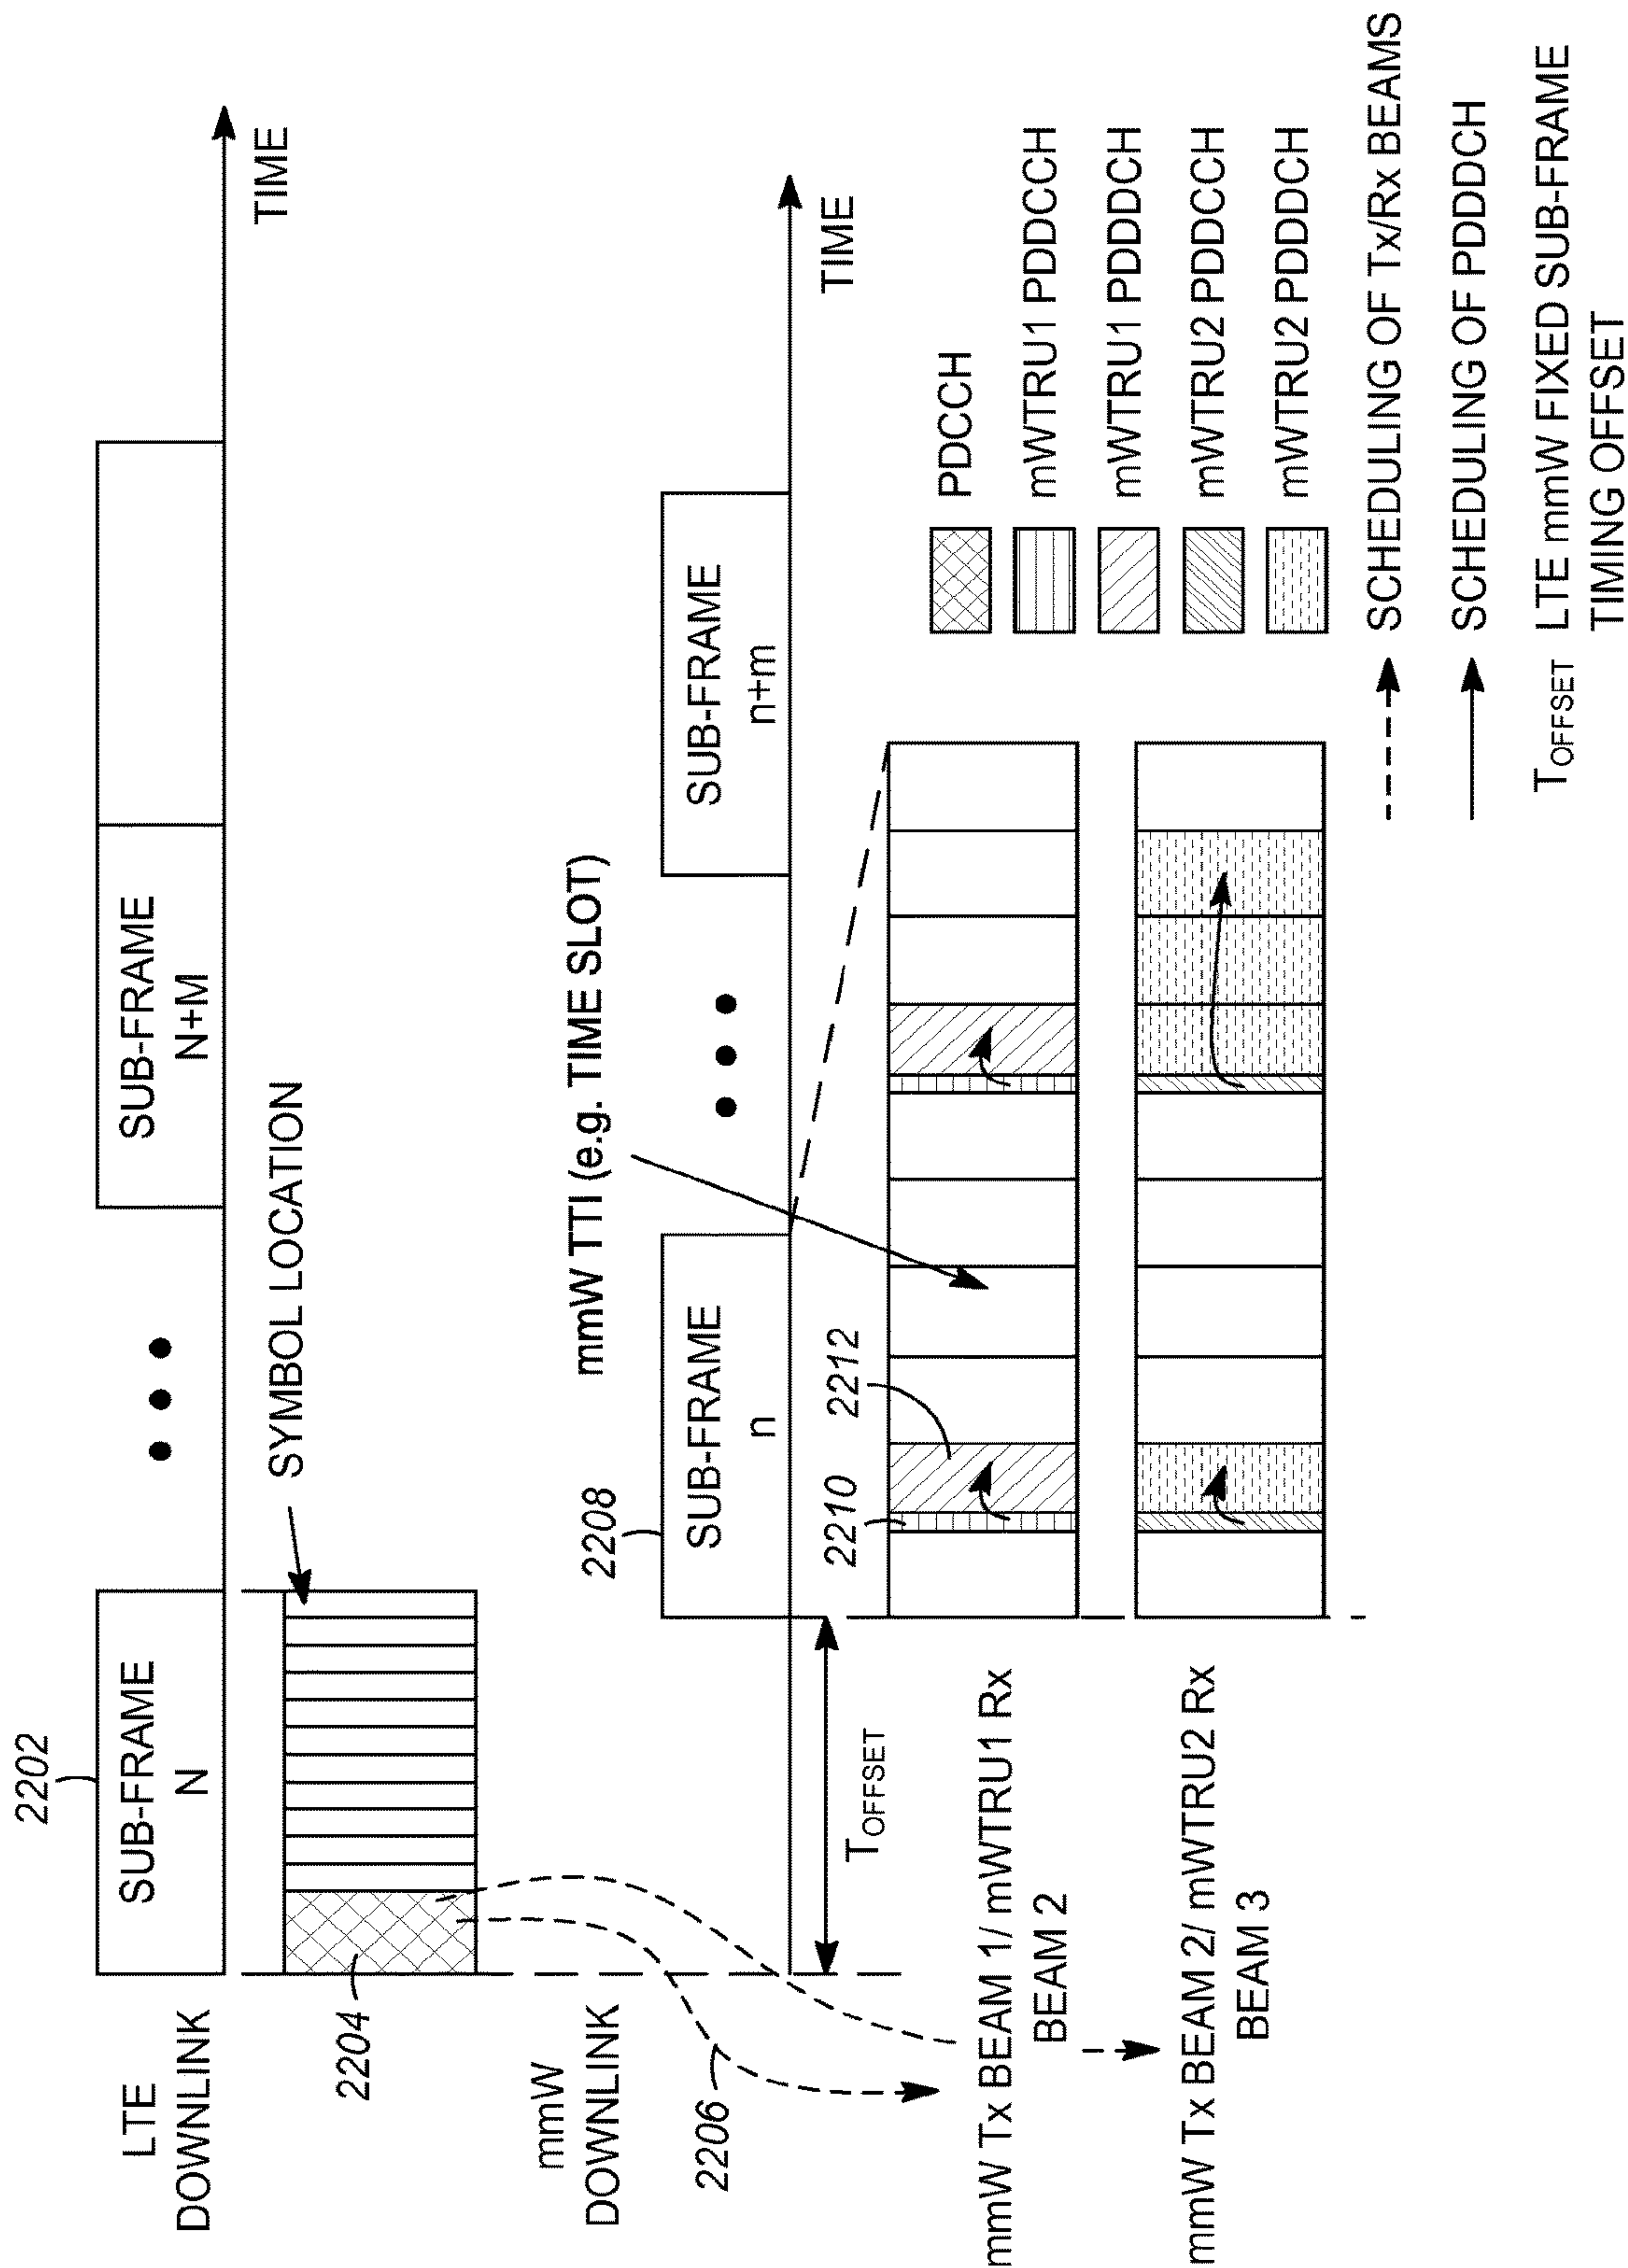 2202
LTE
DOWNLINK
SUB-FRAME
N
SUB-FRAME
N+M
TIME
2204
SYMBOL LOCATION
mmW
DOWNLINK
2206
2208
SUB-FRAME
n
mmW TTI (e.g. TIME SLOT)
SUB-FRAME
n+m
TIME
TOFFSET
2210
2212
mmW Tx BEAM 1/ mWTRU1 Rx
BEAM 2
mmW Tx BEAM 2/ mWTRU2 Rx
BEAM 3
PDCCH
mWTRU1 PDDCCH
mWTRU1 PDDDCH
mWTRU2 PDDCCH
mWTRU2 PDDDCH
SCHEDULING OF Tx/Rx BEAMS
SCHEDULING OF PDDDCH
TOFFSET LTE mmW FIXED SUB-FRAME
TIMING OFFSET